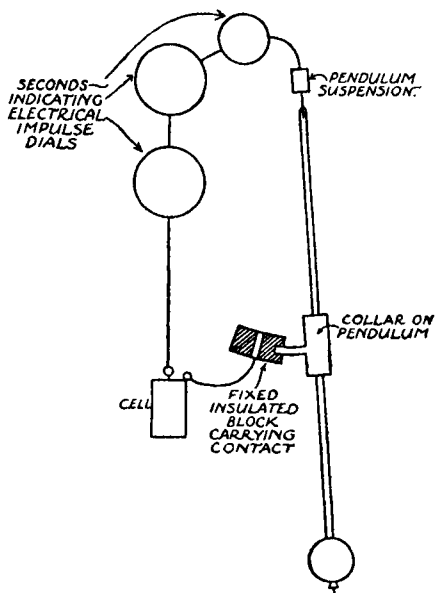 SECONDS
INDICATING
ELECTRICAL
IMPULSE
DIALS
PENDULUM
SUSPENSION.
COLLAR ON
PENDULUM
CELL
FIXED
INSULATED
BLOCK
CARRYING
CONTACT